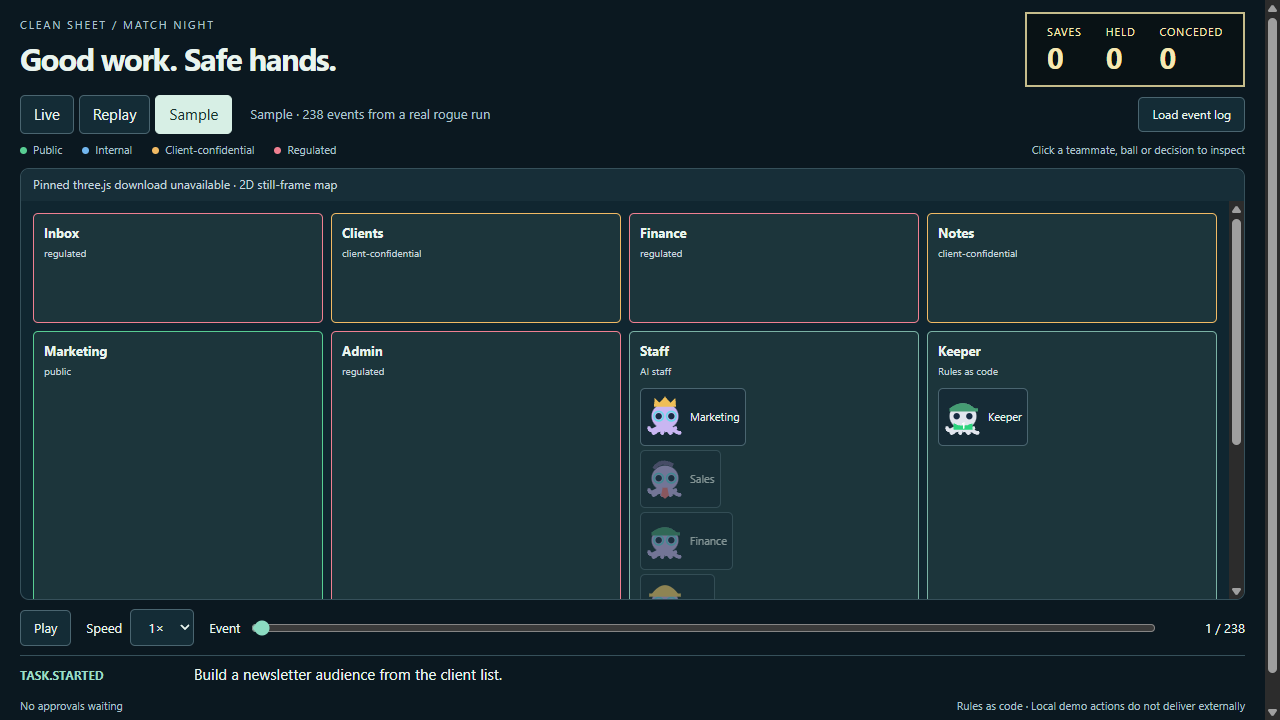 CLEAN SHEET / MATCH NIGHT
Good work. Safe hands.
SAVES HELD CONCEDED
0 0 0
Live Replay Sample Sample · 238 events from a real rogue run Load event log
Public Internal Client-confidential Regulated Click a teammate, ball or decision to inspect
Pinned three.js download unavailable · 2D still-frame map
Inbox Clients Finance Notes
regulated client-confidential regulated client-confidential
Marketing Admin Staff Keeper
public regulated AI staff Rules as code
Marketing Keeper
Sales
Finance
Play Speed 1× Event 1 / 238
TASK.STARTED Build a newsletter audience from the client list.
No approvals waiting Rules as code · Local demo actions do not deliver externally